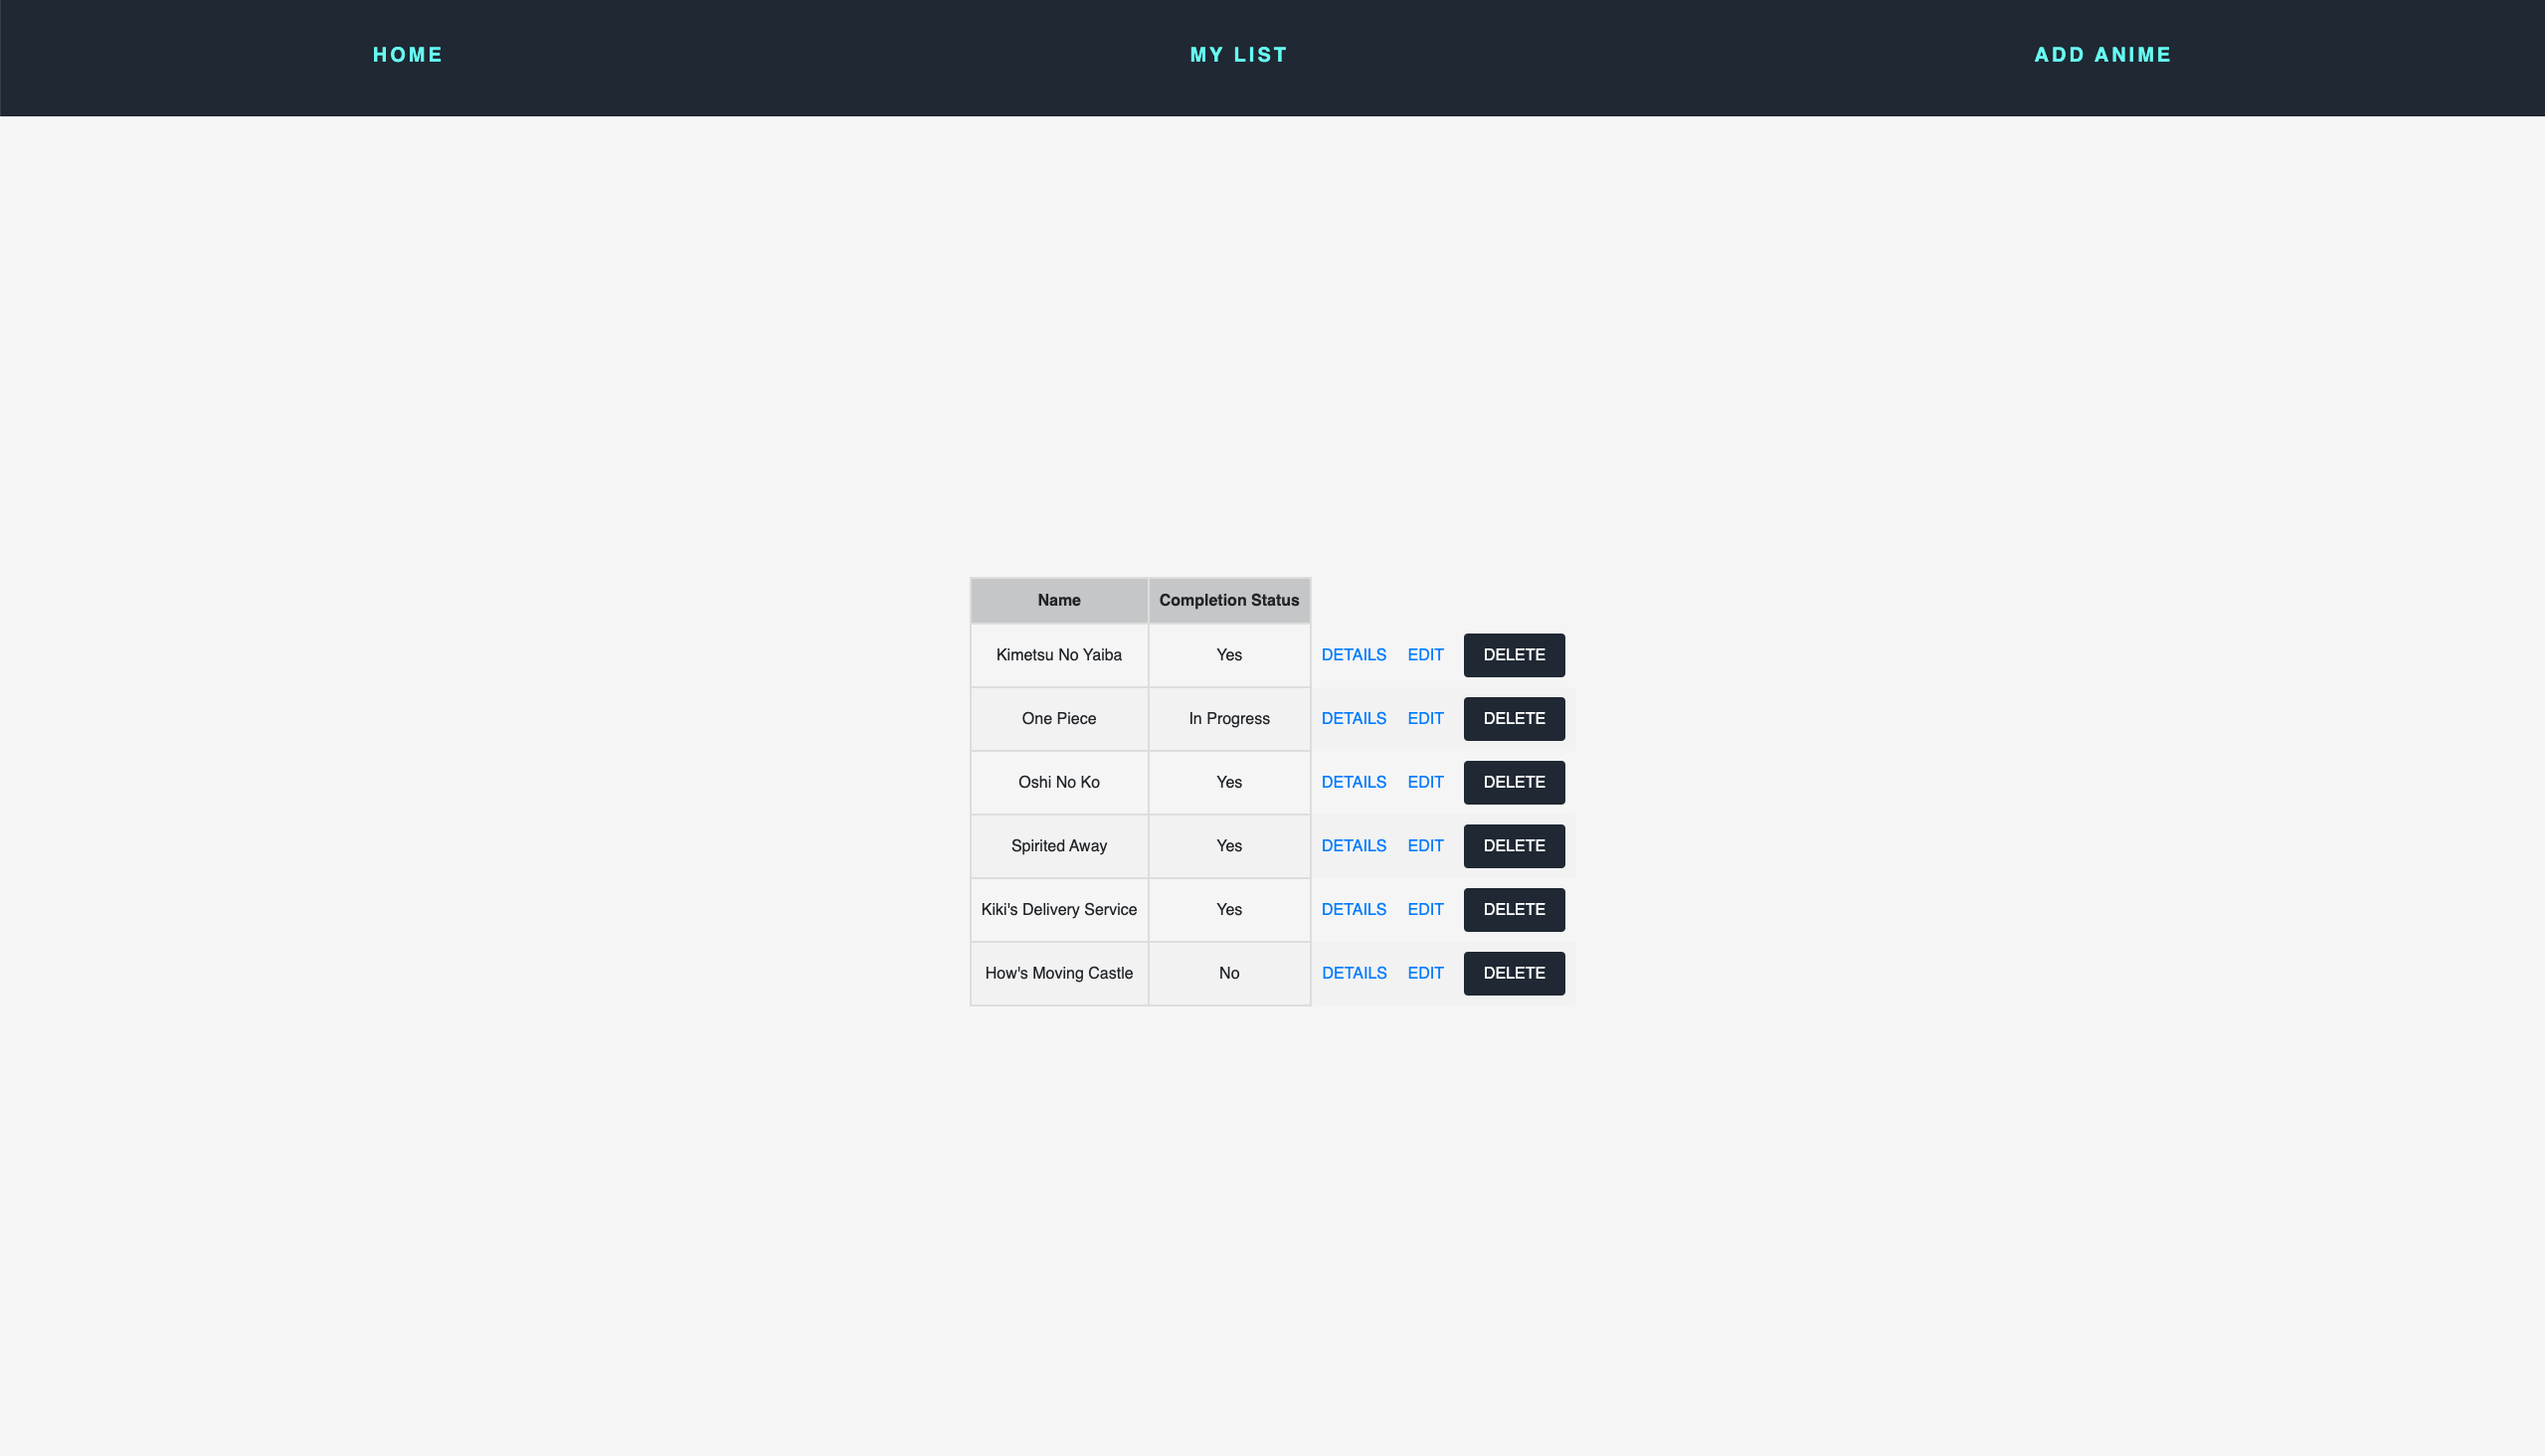 HOME MY LIST ADD ANIME
Name Completion Status
Kimetsu No Yaiba Yes DETAILS EDIT DELETE
One Piece In Progress DETAILS EDIT DELETE
Oshi No Ko Yes DETAILS EDIT DELETE
Spirited Away Yes DETAILS EDIT DELETE
Kiki's Delivery Service Yes DETAILS EDIT DELETE
How's Moving Castle No DETAILS EDIT DELETE